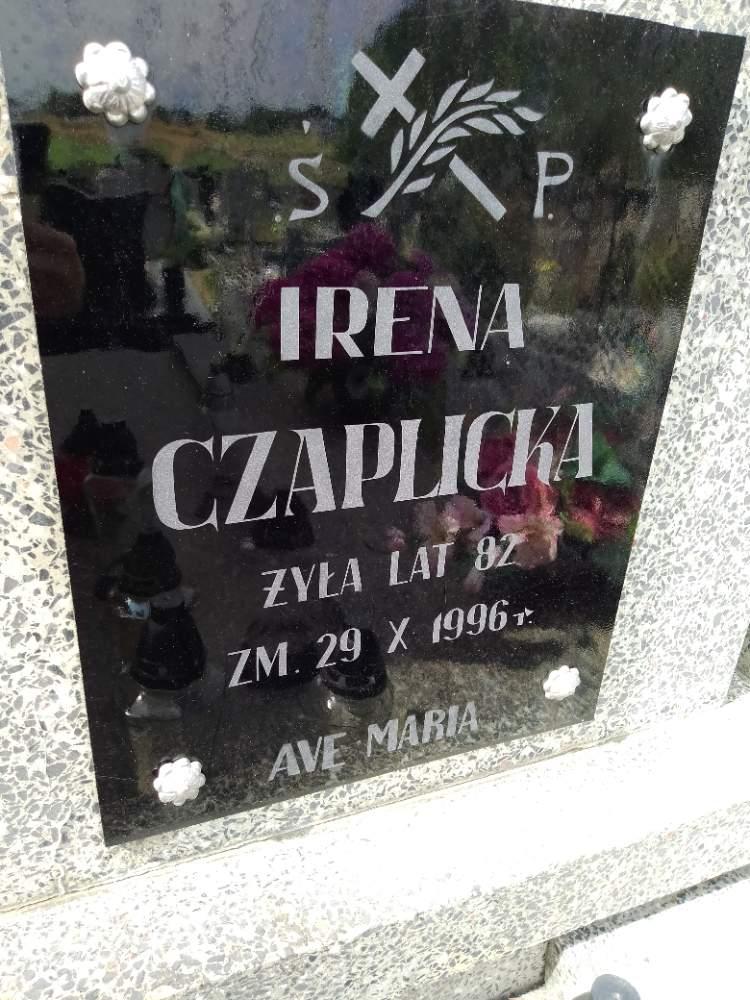 Ś. P.
IRENA
CZAPLICKA
ŻYŁA LAT 82
ZM. 29 X 1996 r.
AVE MARIA